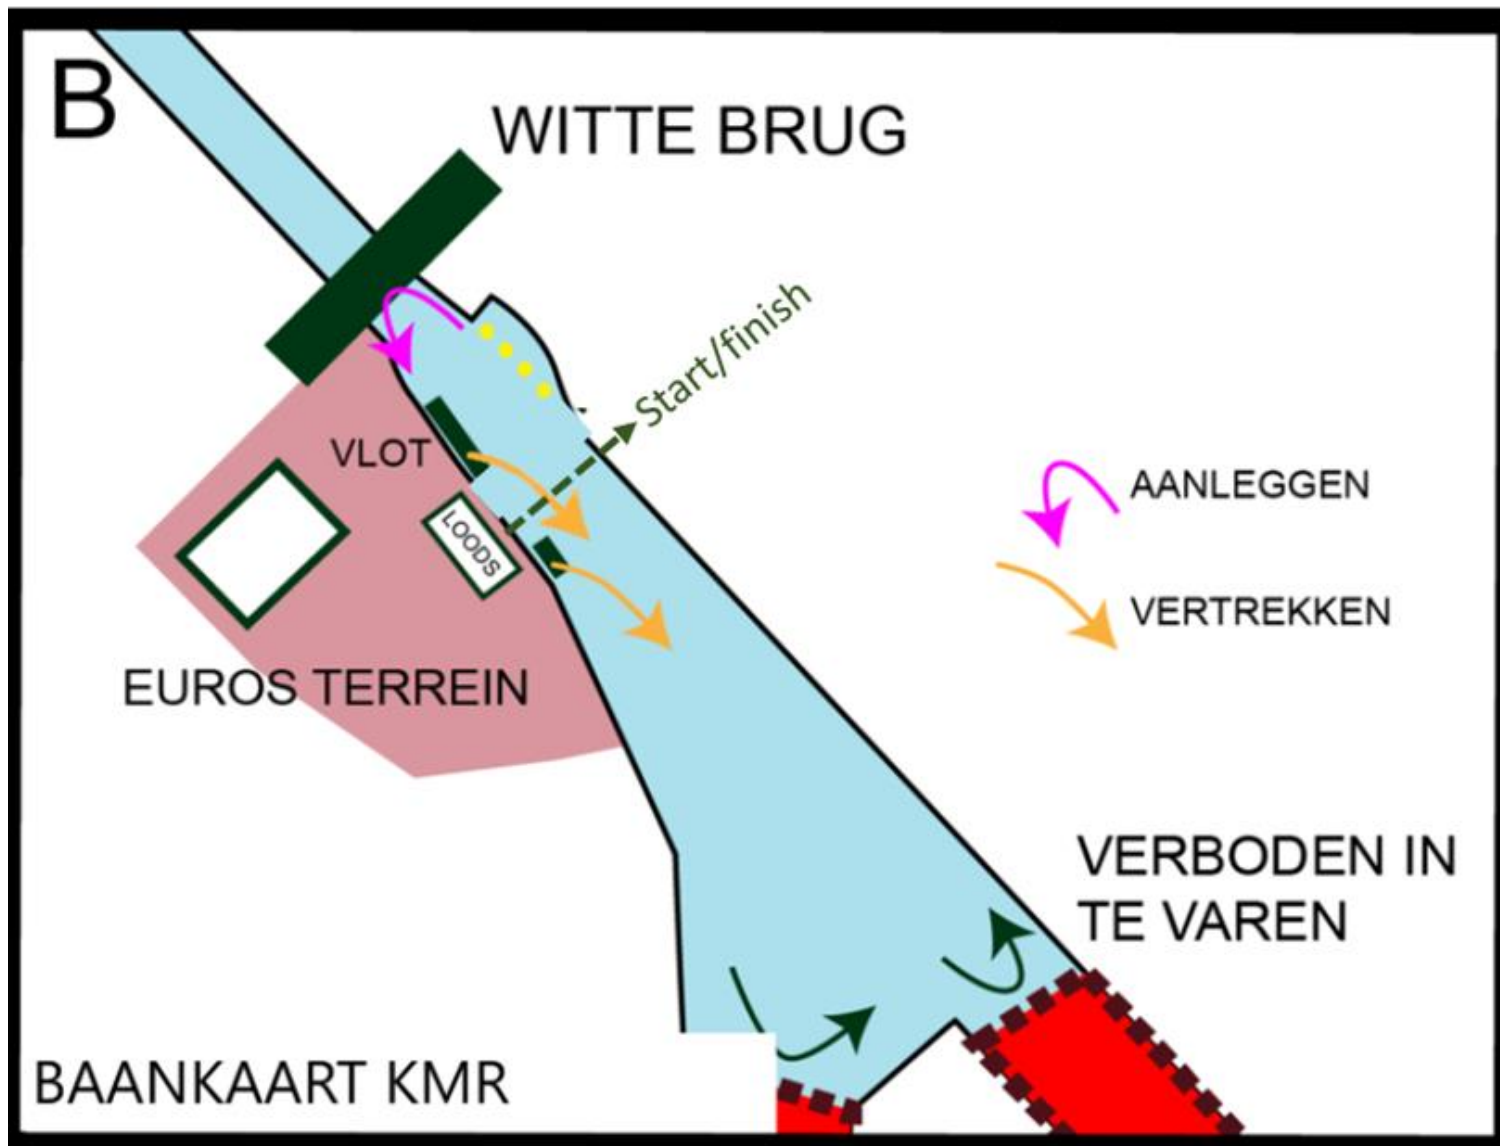 B
WITTE BRUG
Start/finish
VLOT
LOODS
AANLEGGEN
VERTREKKEN
EUROS TERREIN
VERBODEN IN
TE VAREN
BAANKAART KMR